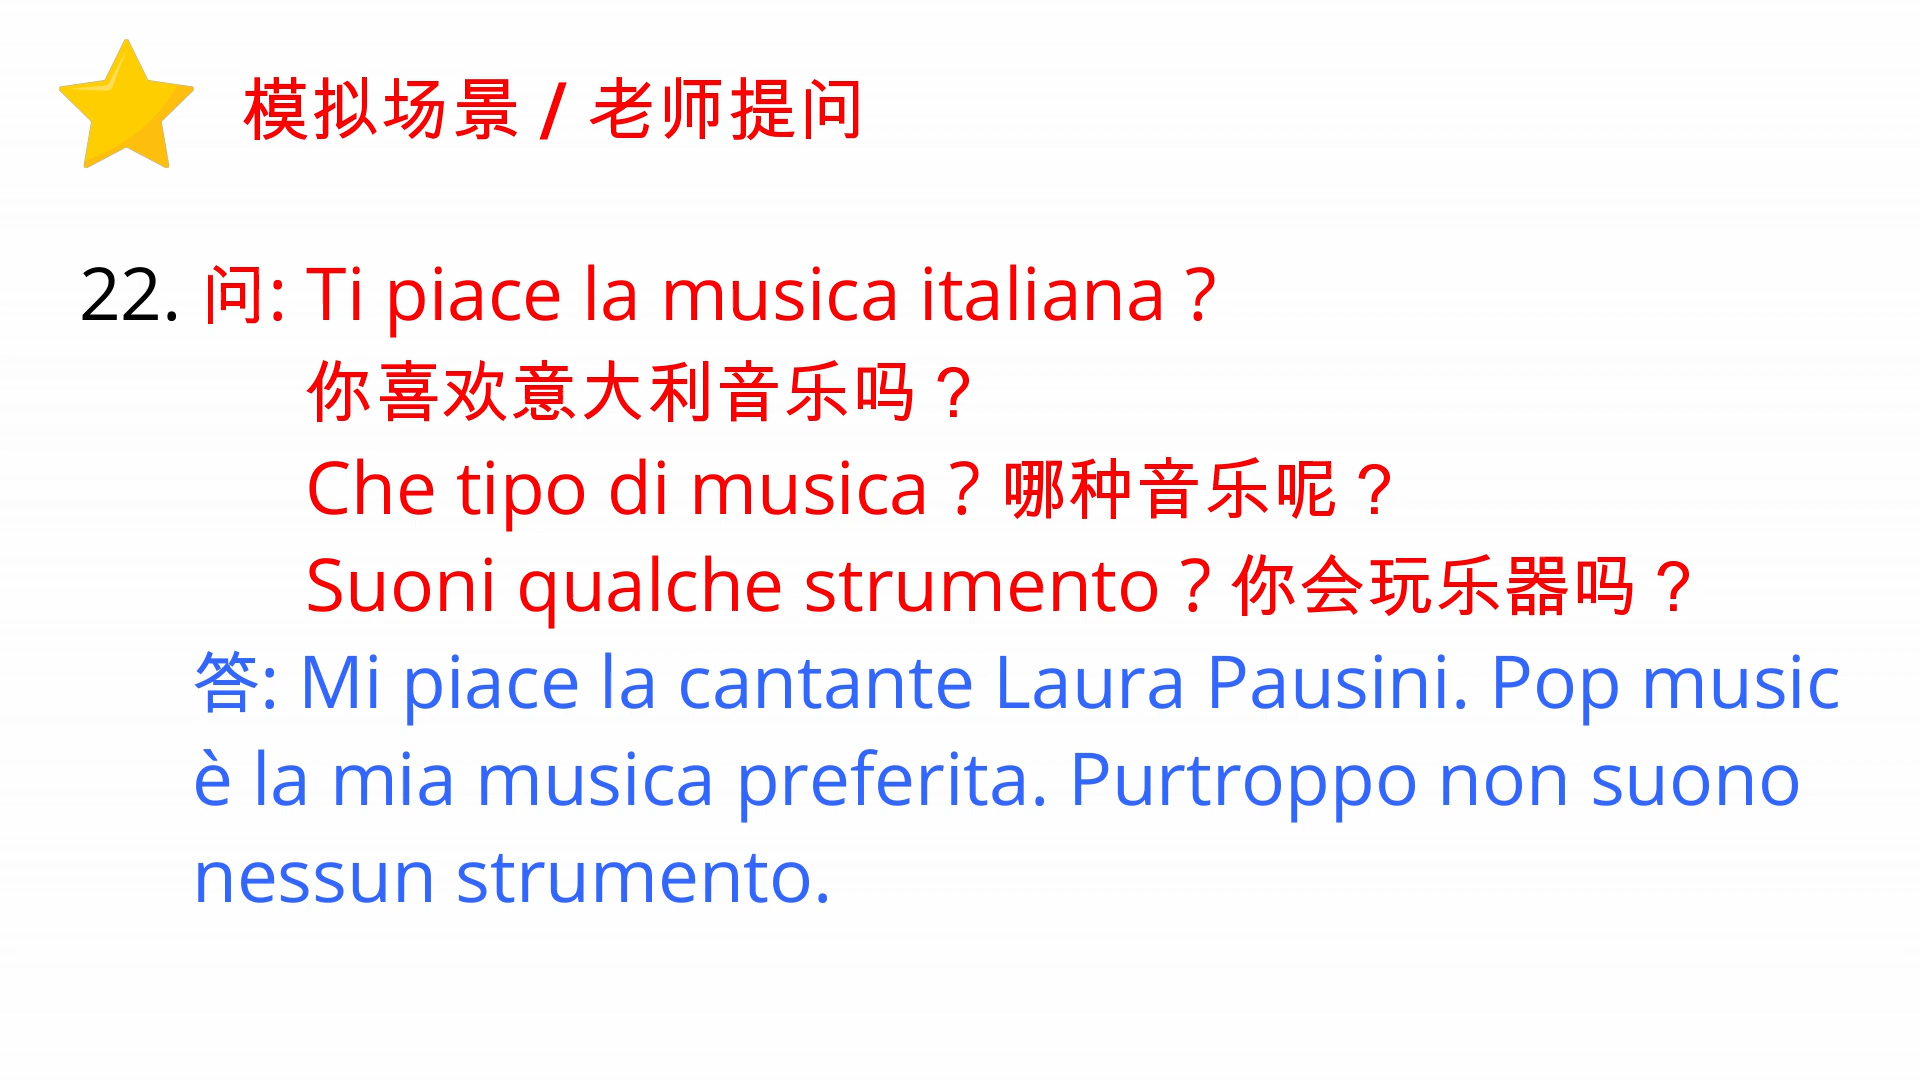 模拟场景 / 老师提问
22. 问: Ti piace la musica italiana ?
你喜欢意大利音乐吗？
Che tipo di musica ? 哪种音乐呢？
Suoni qualche strumento ? 你会玩乐器吗？
答: Mi piace la cantante Laura Pausini. Pop music
è la mia musica preferita. Purtroppo non suono
nessun strumento.